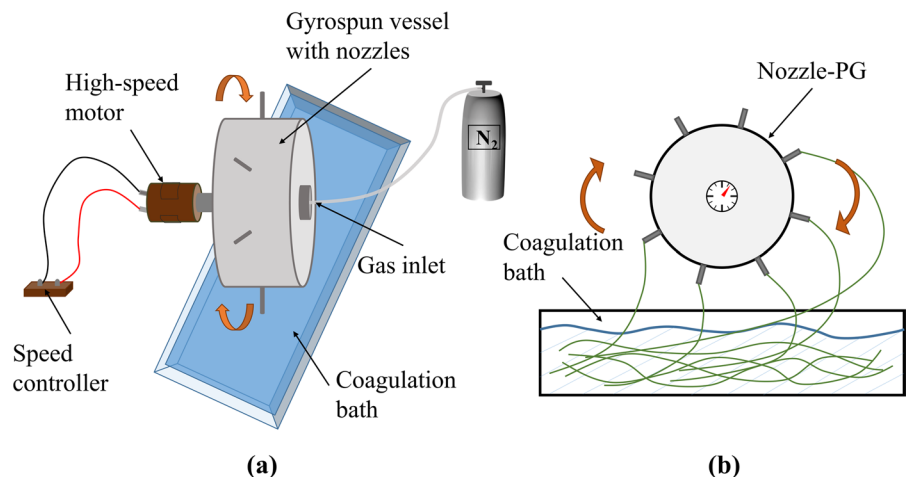 Gyrospun vessel
with nozzles
High-speed
motor
N2
Gas inlet
Speed
controller
Coagulation
bath
(a)
Nozzle-PG
Coagulation
bath
(b)